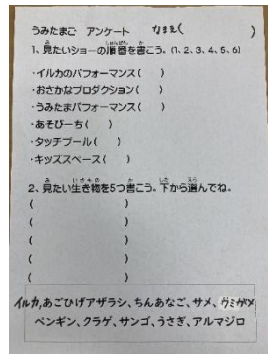 うみたまご アンケート なまえ( )
1、見たいショーの順番を書こう。(1、2、3、4、5、6)
・イルカのパフォーマンス( )
・おさかなプロダクション( )
・うみたまパフォーマンス( )
・あそびーち( )
・タッチプール( )
・キッズスペース( )
2、見たい生き物を5つ書こう。下から選んでね。
( )
( )
( )
( )
( )
イルカ,あごひげアザラシ、ちんあなご、サメ、ウミガメ
ペンギン、クラゲ、サンゴ、うさぎ、アルマジロ